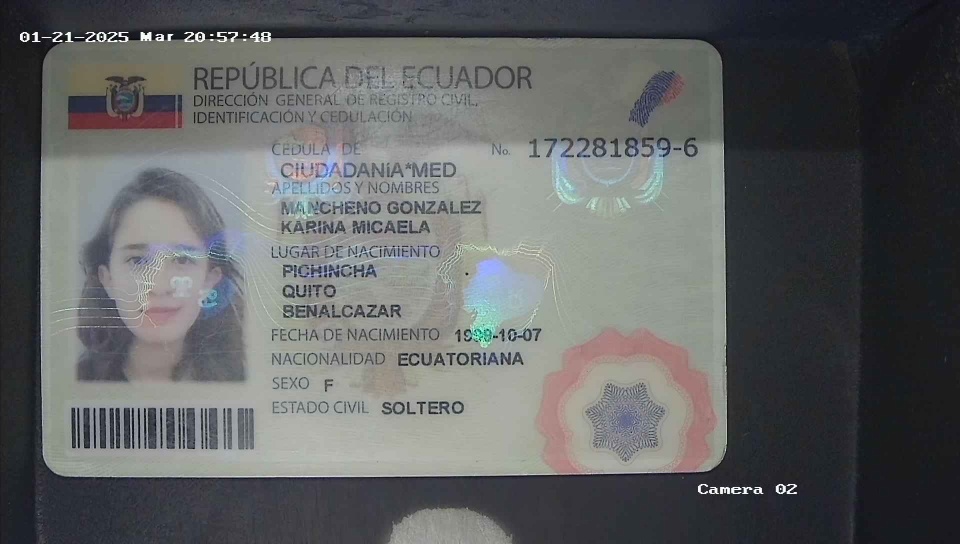 01-21-2025 Mar 20:57:48
REPÚBLICA DEL ECUADOR
DIRECCIÓN GENERAL DE REGISTRO CIVIL,
IDENTIFICACIÓN Y CEDULACIÓN
CÉDULA DE No. 172281859-6
CIUDADANÍA*MED
APELLIDOS Y NOMBRES
MANCHENO GONZALEZ
KARINA MICAELA
LUGAR DE NACIMIENTO
PICHINCHA
QUITO
BENALCAZAR
FECHA DE NACIMIENTO
NACIONALIDAD ECUATORIANA
SEXO F
ESTADO CIVIL SOLTERO
Camera 02